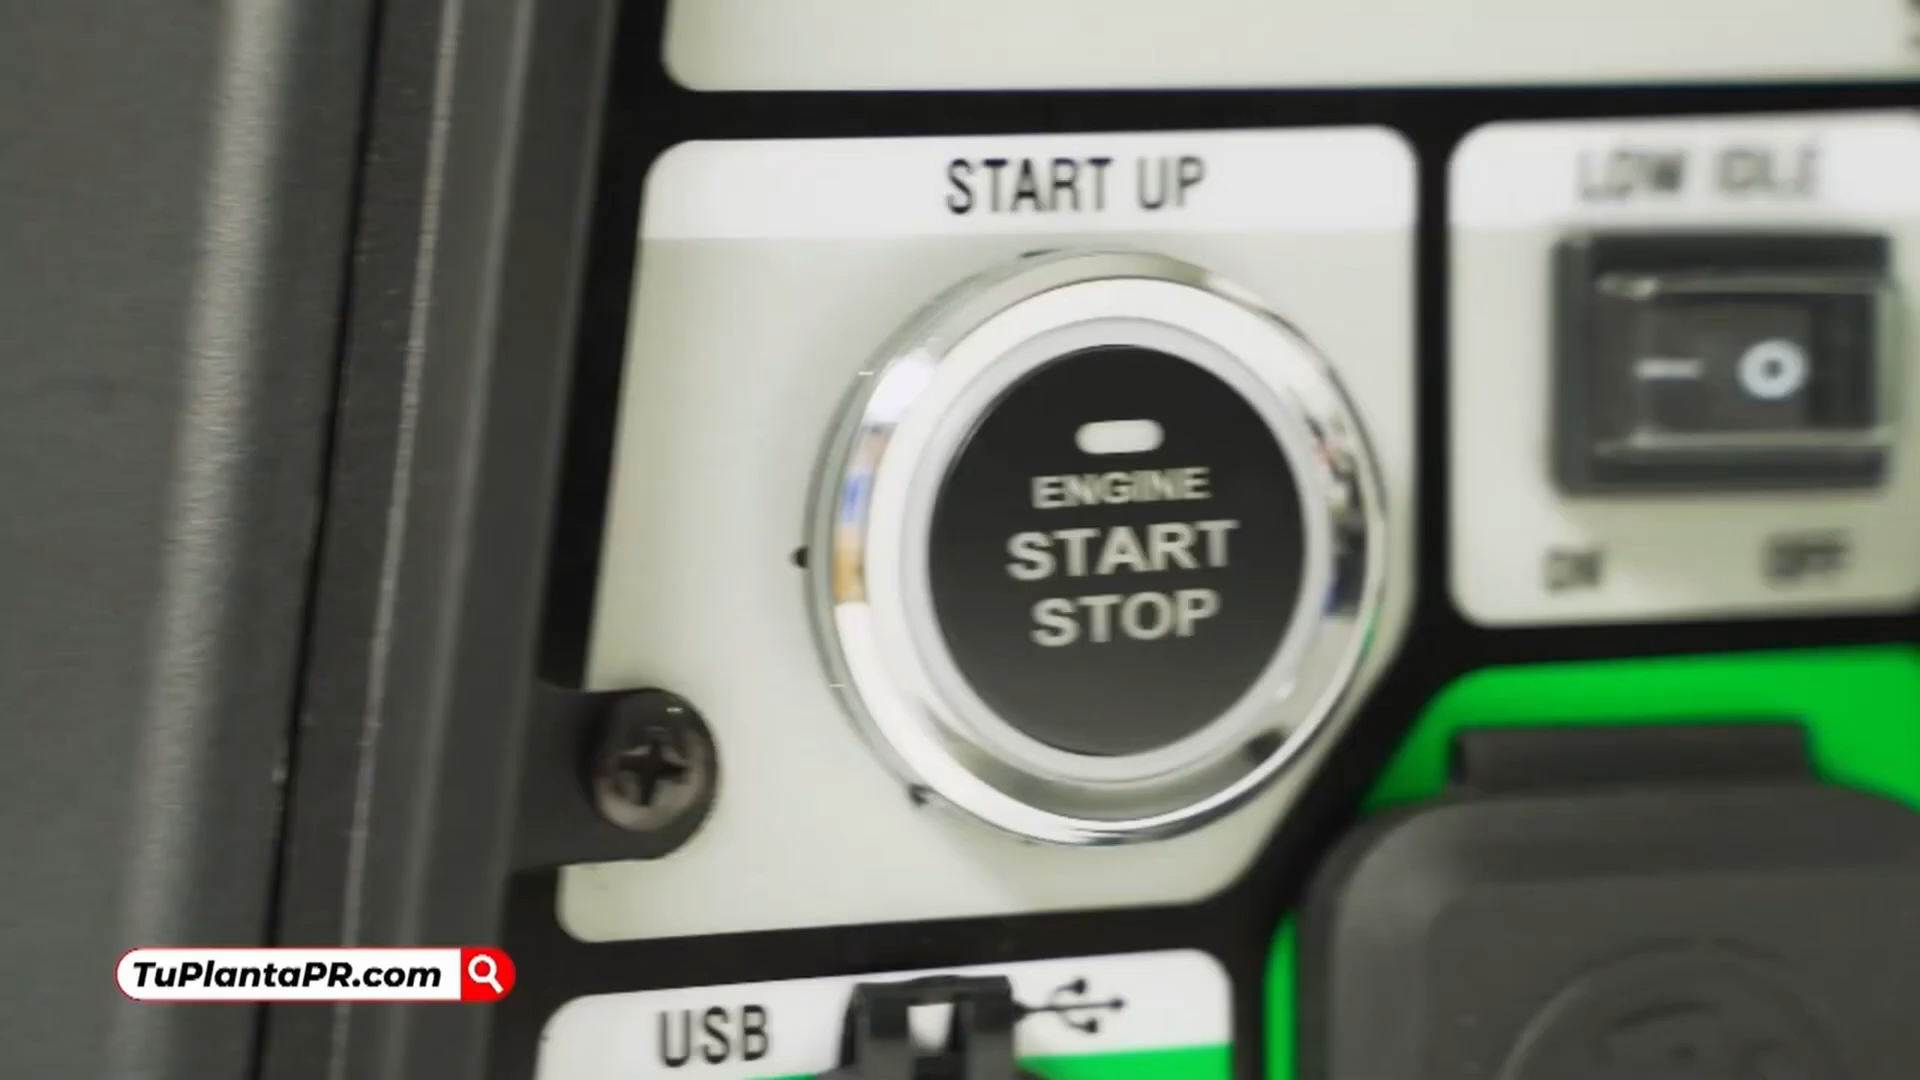 START UP
LOW IDLE
ENGINE
START
STOP
ON
OFF
TuPlantaPR.com
USB